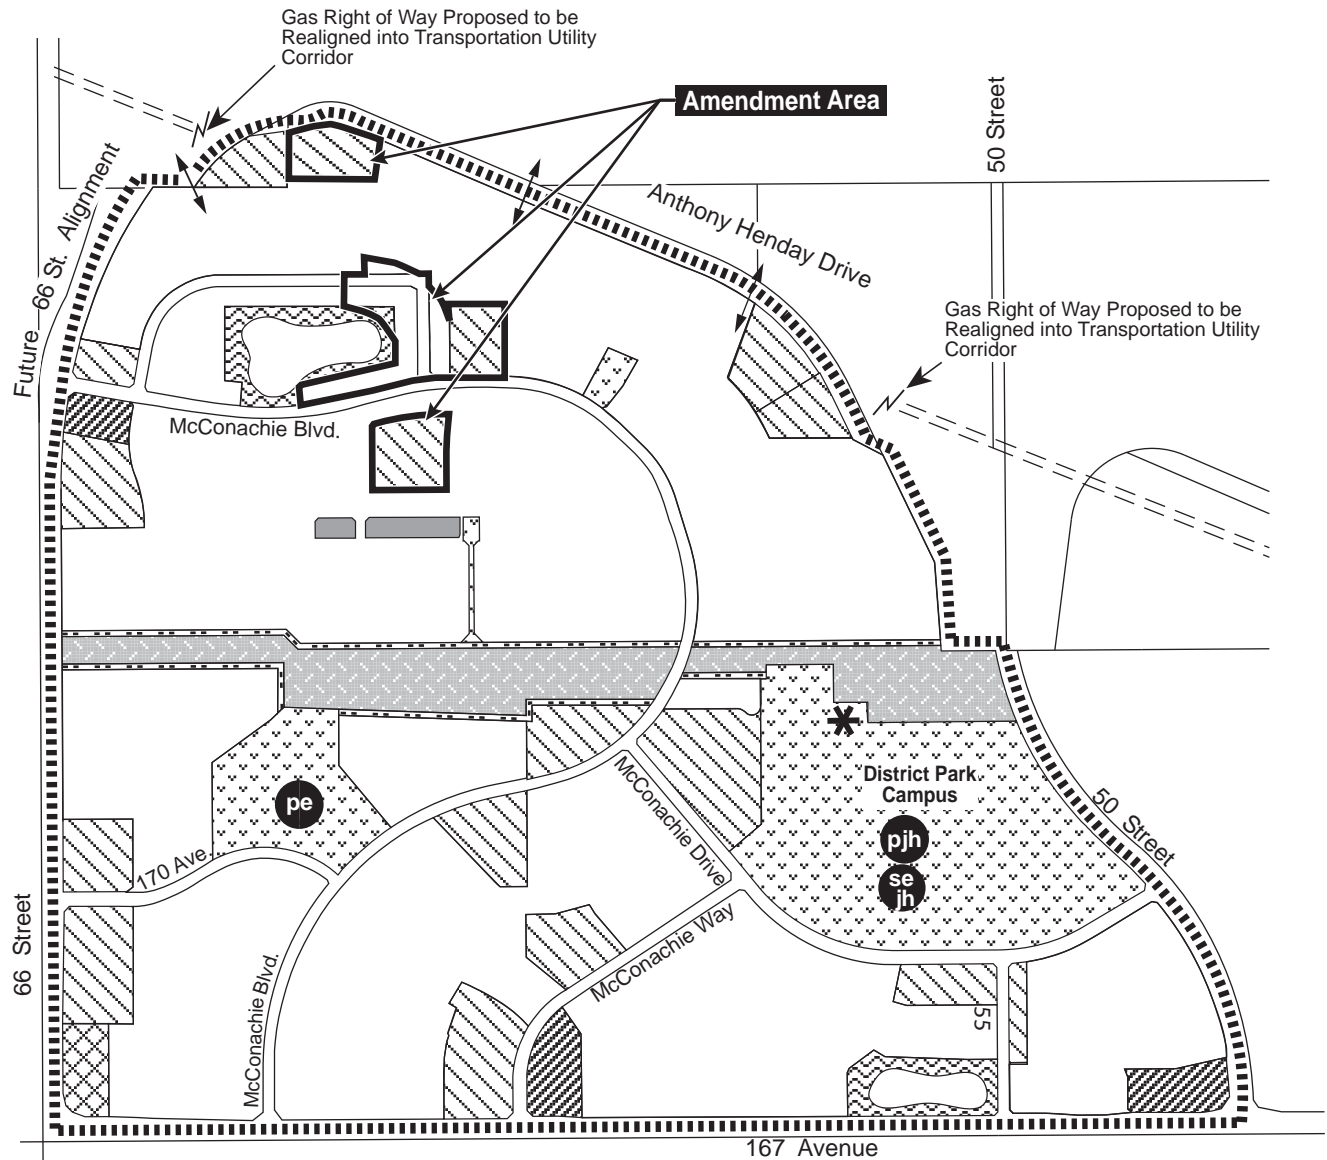 Gas Right of Way Proposed to be
Realigned into Transportation Utility
Corridor
Amendment Area
50 Street
Future 66 St. Alignment
Anthony Henday Drive
Gas Right of Way Proposed to be
Realigned into Transportation Utility
Corridor
McConachie Blvd.
District Park
Campus
pe
pjh
se
jh
McConachie Drive
50 Street
170 Ave.
McConachie Way
66 Street
McConachie Blvd.
55
167 Avenue